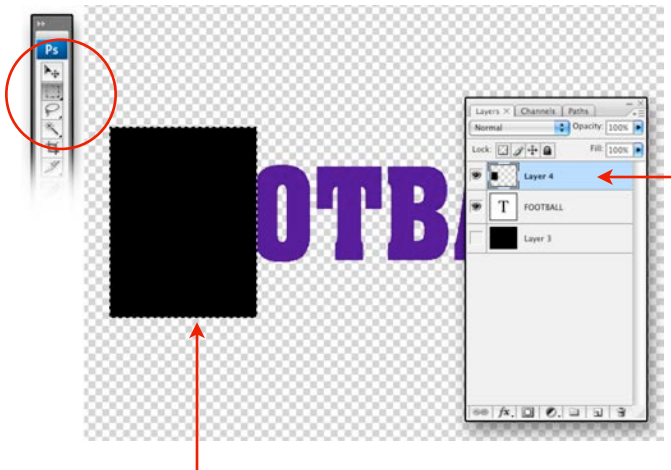 Ps
OTBA
Layers × Channels Paths
Normal Opacity: 100%
Lock: Fill: 100%
Layer 4
T FOOTBALL
Layer 3
fx.